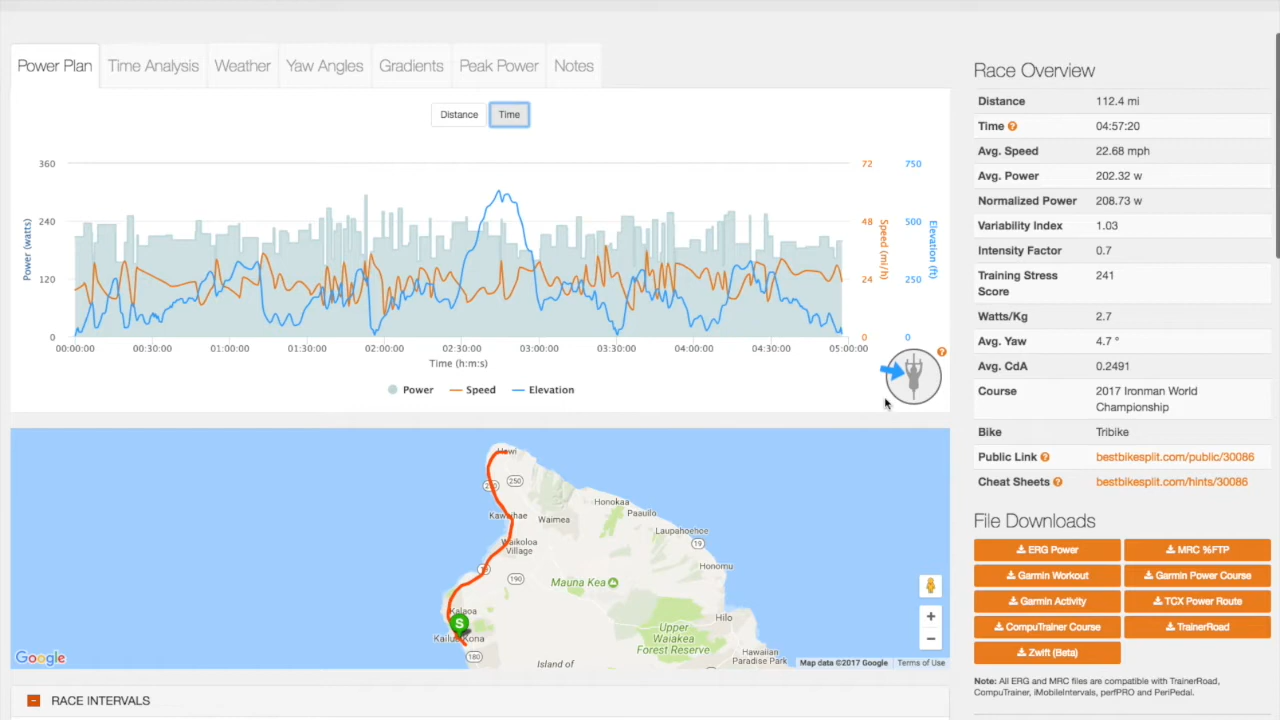 Power Plan Time Analysis Weather Yaw Angles Gradients Peak Power Notes
Distance Time
360 72 750
240 48 500
120 24 250
0 0 0
Power (watts)
Speed (mi/h)
Elevation (ft)
00:00:00 00:30:00 01:00:00 01:30:00 02:00:00 02:30:00 03:00:00 03:30:00 04:00:00 04:30:00 05:00:00
Time (h:m:s)
?
Power Speed Elevation
Hawi
250
Kawaihae
Waimea
Honokaa
Paauilo
Waikoloa
Village
Laupahoehoe
19
190
Mauna Kea
Honomu
Kalaoa
S
Kailua-Kona
180
Hilo
Upper
Waiakea
Forest Reserve
Hawaiian
Paradise Park
Island of
+
−
Google
Map data ©2017 Google Terms of Use
RACE INTERVALS
Race Overview
Distance 112.4 mi
Time ? 04:57:20
Avg. Speed 22.68 mph
Avg. Power 202.32 w
Normalized Power 208.73 w
Variability Index 1.03
Intensity Factor 0.7
Training Stress 241
Score
Watts/Kg 2.7
Avg. Yaw 4.7 °
Avg. CdA 0.2491
Course 2017 Ironman World
Championship
Bike Tribike
Public Link ? bestbikesplit.com/public/30086
Cheat Sheets ? bestbikesplit.com/hints/30086
File Downloads
ERG Power MRC %FTP
Garmin Workout Garmin Power Course
Garmin Activity TCX Power Route
CompuTrainer Course TrainerRoad
Zwift (Beta)
Note: All ERG and MRC files are compatible with TrainerRoad,
CompuTrainer, iMobileIntervals, perfPRO and PeriPedal.